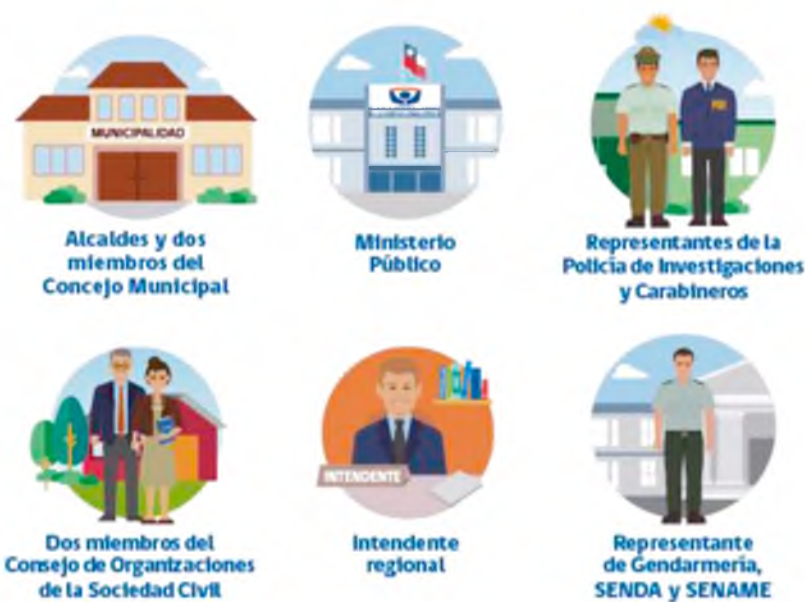 MUNICIPALIDAD
Alcaldes y dos
miembros del
Concejo Municipal
Ministerio
Público
PDI
Representantes de la
Policía de Investigaciones
y Carabineros
Dos miembros del
Consejo de Organizaciones
de la Sociedad Civil
INTENDENTE
Intendente
regional
Representante
de Gendarmería,
SENDA y SENAME